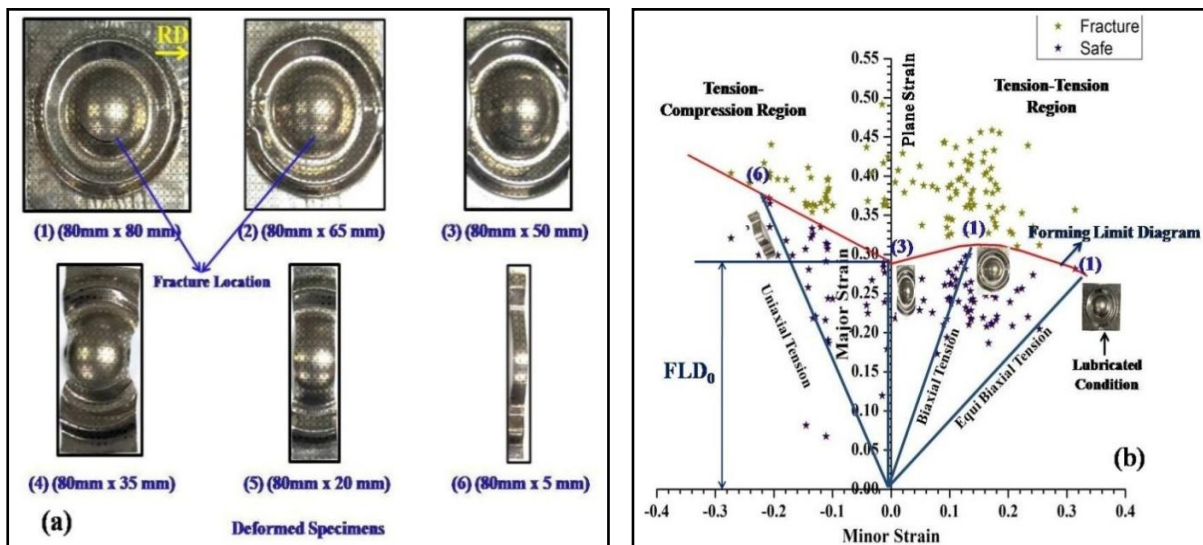 RD
(1) (80mm x 80 mm)
(2) (80mm x 65 mm)
(3) (80mm x 50 mm)
Fracture Location
(4) (80mm x 35 mm)
(5) (80mm x 20 mm)
(6) (80mm x 5 mm)
(a)
Deformed Specimens
Fracture
Safe
Tension-
Compression Region
Plane Strain
Tension-Tension
Region
0.55
0.50
0.45
0.40
0.35
0.30
0.25
0.20
0.15
0.10
0.05
0.00
(6)
(3)
(1)
(1)
Forming Limit Diagram
Major Strain
Uniaxial Tension
Biaxial Tension
Equi Biaxial Tension
FLD₀
Lubricated
Condition
(b)
-0.4
-0.3
-0.2
-0.1
0.0
0.1
0.2
0.3
0.4
Minor Strain